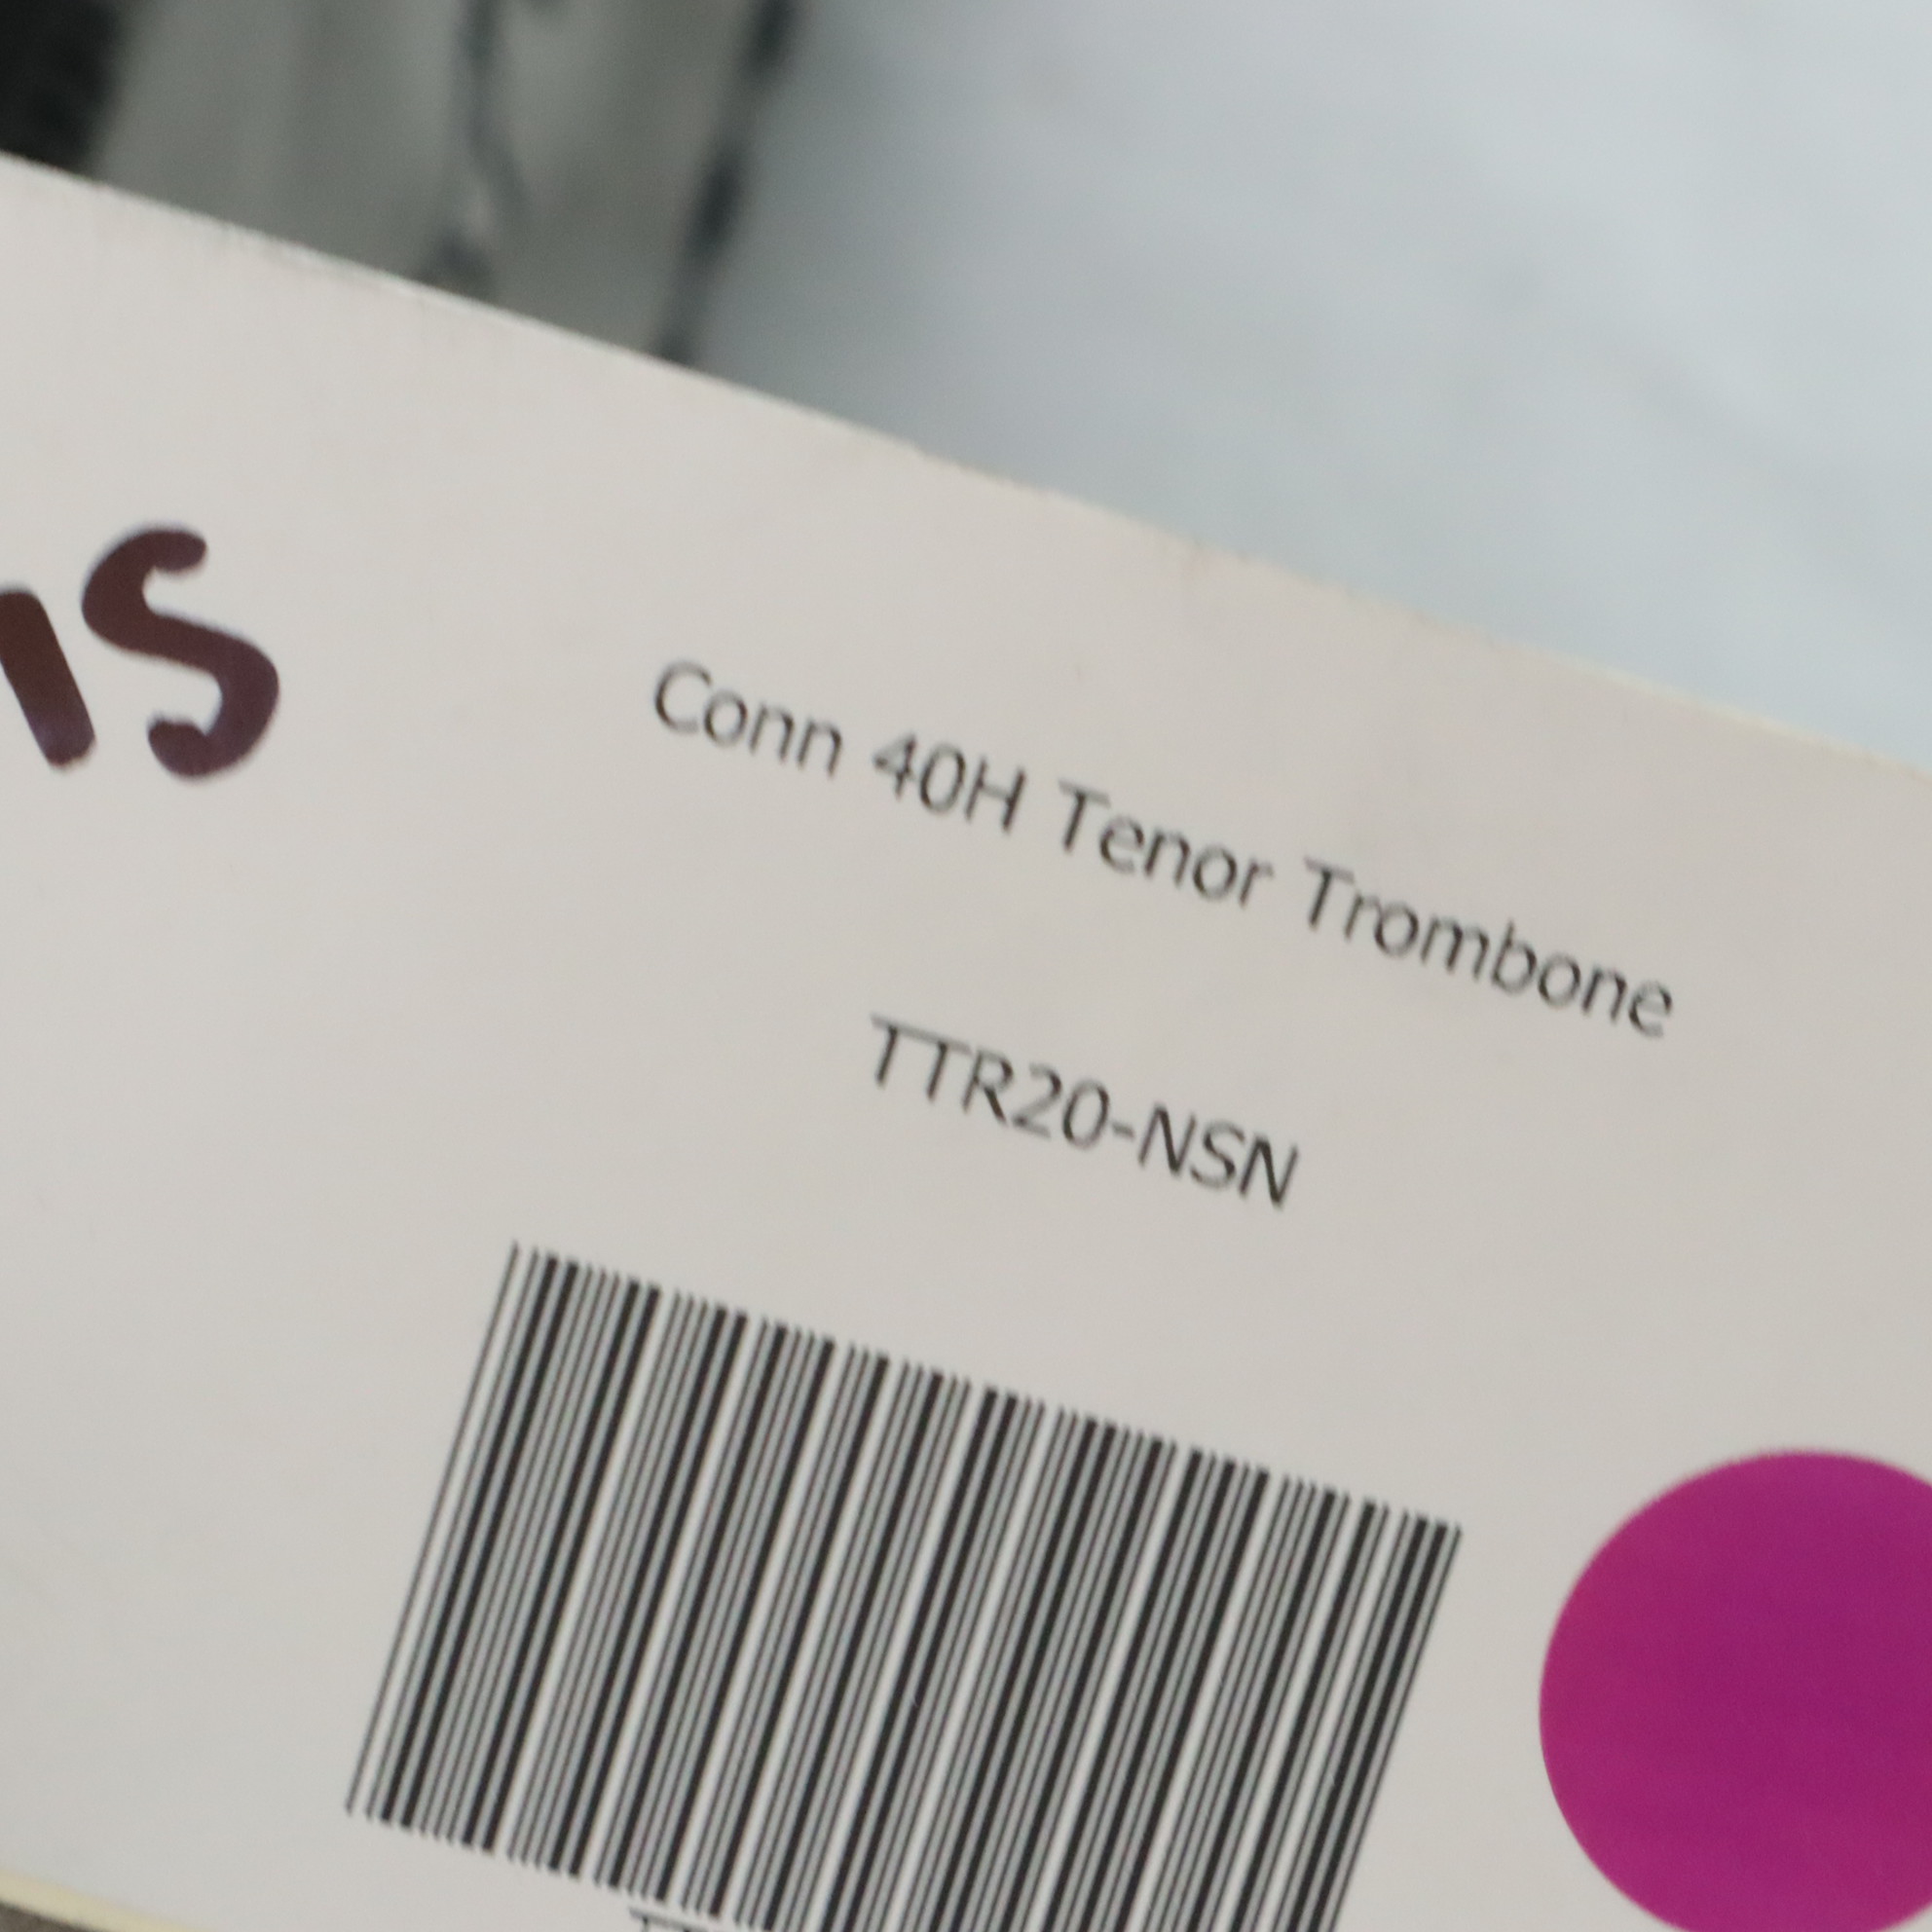 Conn 40H Tenor Trombone
TTR20-NSN